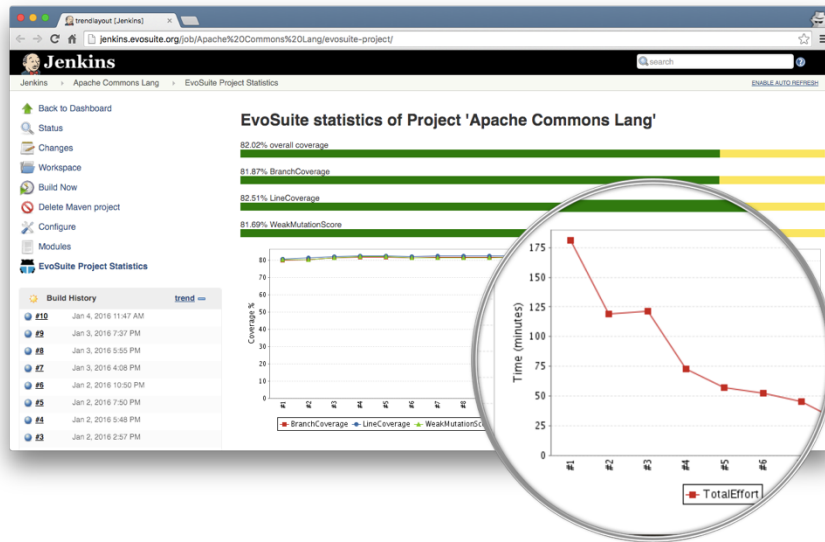 trendlayout [Jenkins]
jenkins.evosuite.org/job/Apache%20Commons%20Lang/evosuite-project/
Jenkins
search
Jenkins Apache Commons Lang EvoSuite Project Statistics
ENABLE AUTO REFRESH
Back to Dashboard
Status
Changes
Workspace
Build Now
Delete Maven project
Configure
Modules
EvoSuite Project Statistics
Build History trend
#10 Jan 4, 2016 11:47 AM
#9 Jan 3, 2016 7:37 PM
#8 Jan 3, 2016 5:55 PM
#7 Jan 3, 2016 4:08 PM
#6 Jan 2, 2016 10:50 PM
#5 Jan 2, 2016 7:50 PM
#4 Jan 2, 2016 5:48 PM
#3 Jan 2, 2016 2:57 PM
EvoSuite statistics of Project 'Apache Commons Lang'
82.02% overall coverage
81.87% BranchCoverage
82.51% LineCoverage
81.69% WeakMutationScore
Coverage %
80
70
60
50
40
30
20
10
0
#1 #2 #3 #4 #5 #6 #7 #8
BranchCoverage LineCoverage
Time (minutes)
175
150
125
100
75
50
25
0
#1 #2 #3 #4 #5 #6
TotalEffort